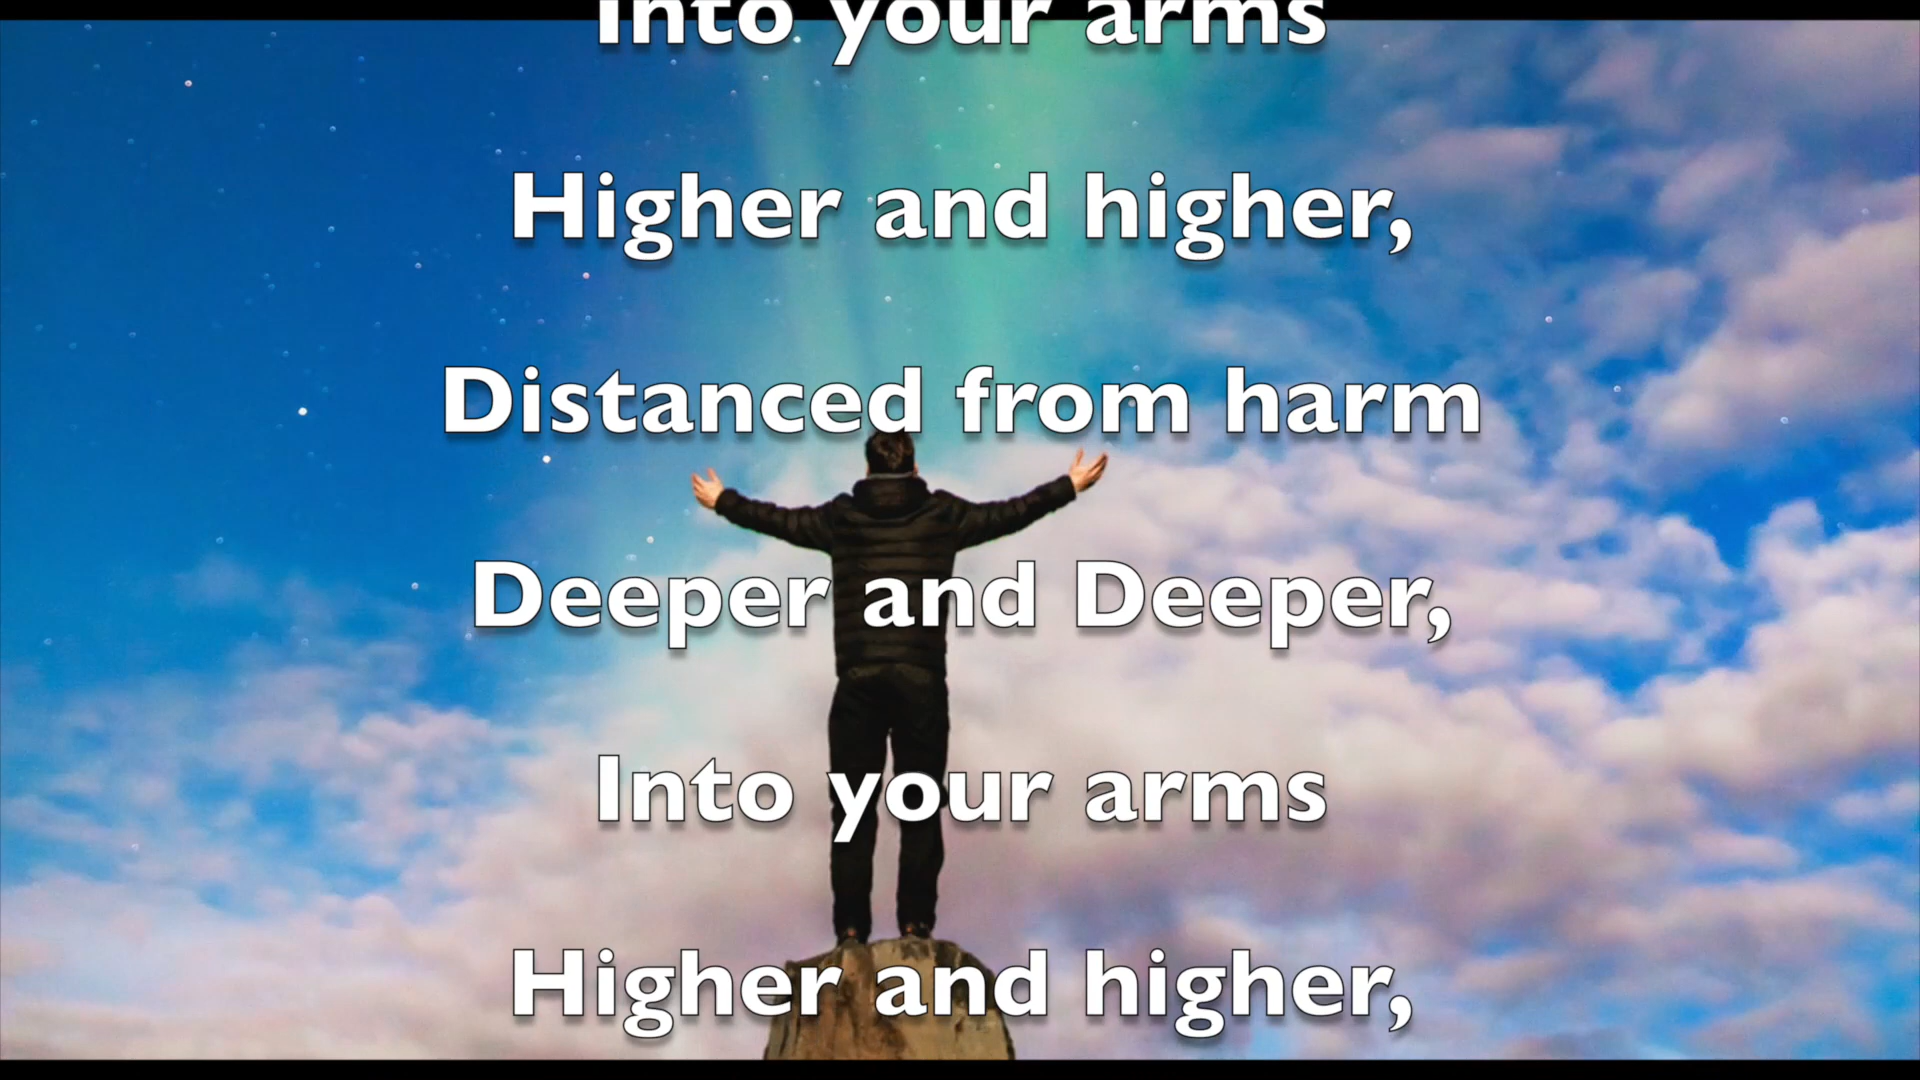 Into your arms
Higher and higher,
Distanced from harm
Deeper and Deeper,
Into your arms
Higher and higher,